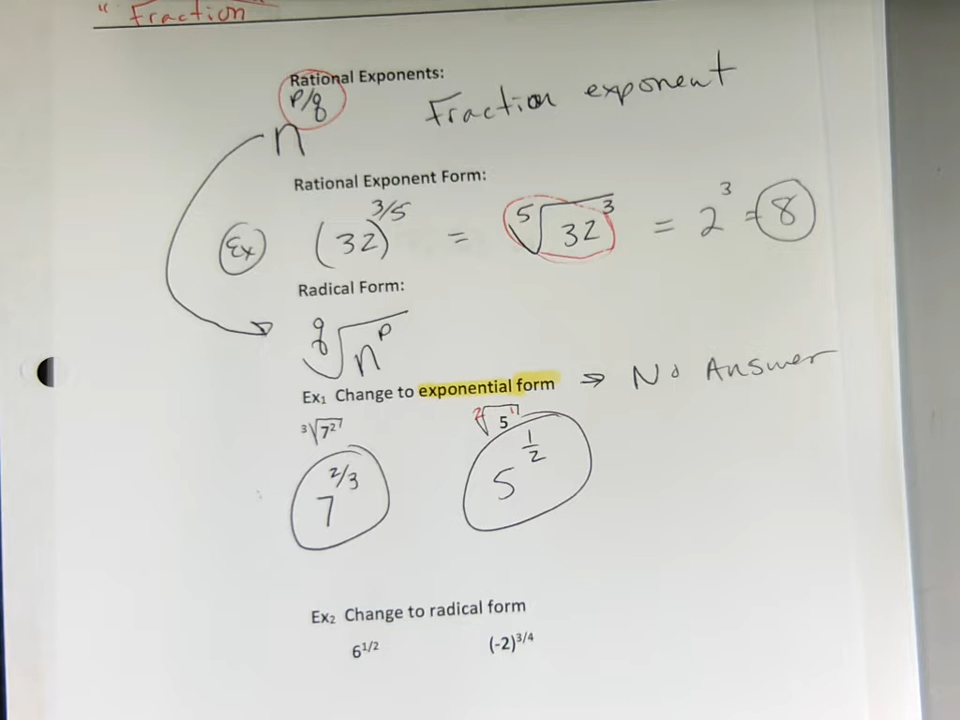 " Fraction
Rational Exponents:
n^(p/q) Fraction exponent
Rational Exponent Form:
Ex (32)^(3/5) = ⁵√32³ = 2³ = 8
Radical Form:
^q√n^p
Ex₁ Change to exponential form ⇒ No Answer
³√7² ²√5¹
7^(2/3) 5^(1/2)
Ex₂ Change to radical form
6^(1/2) (-2)^(3/4)